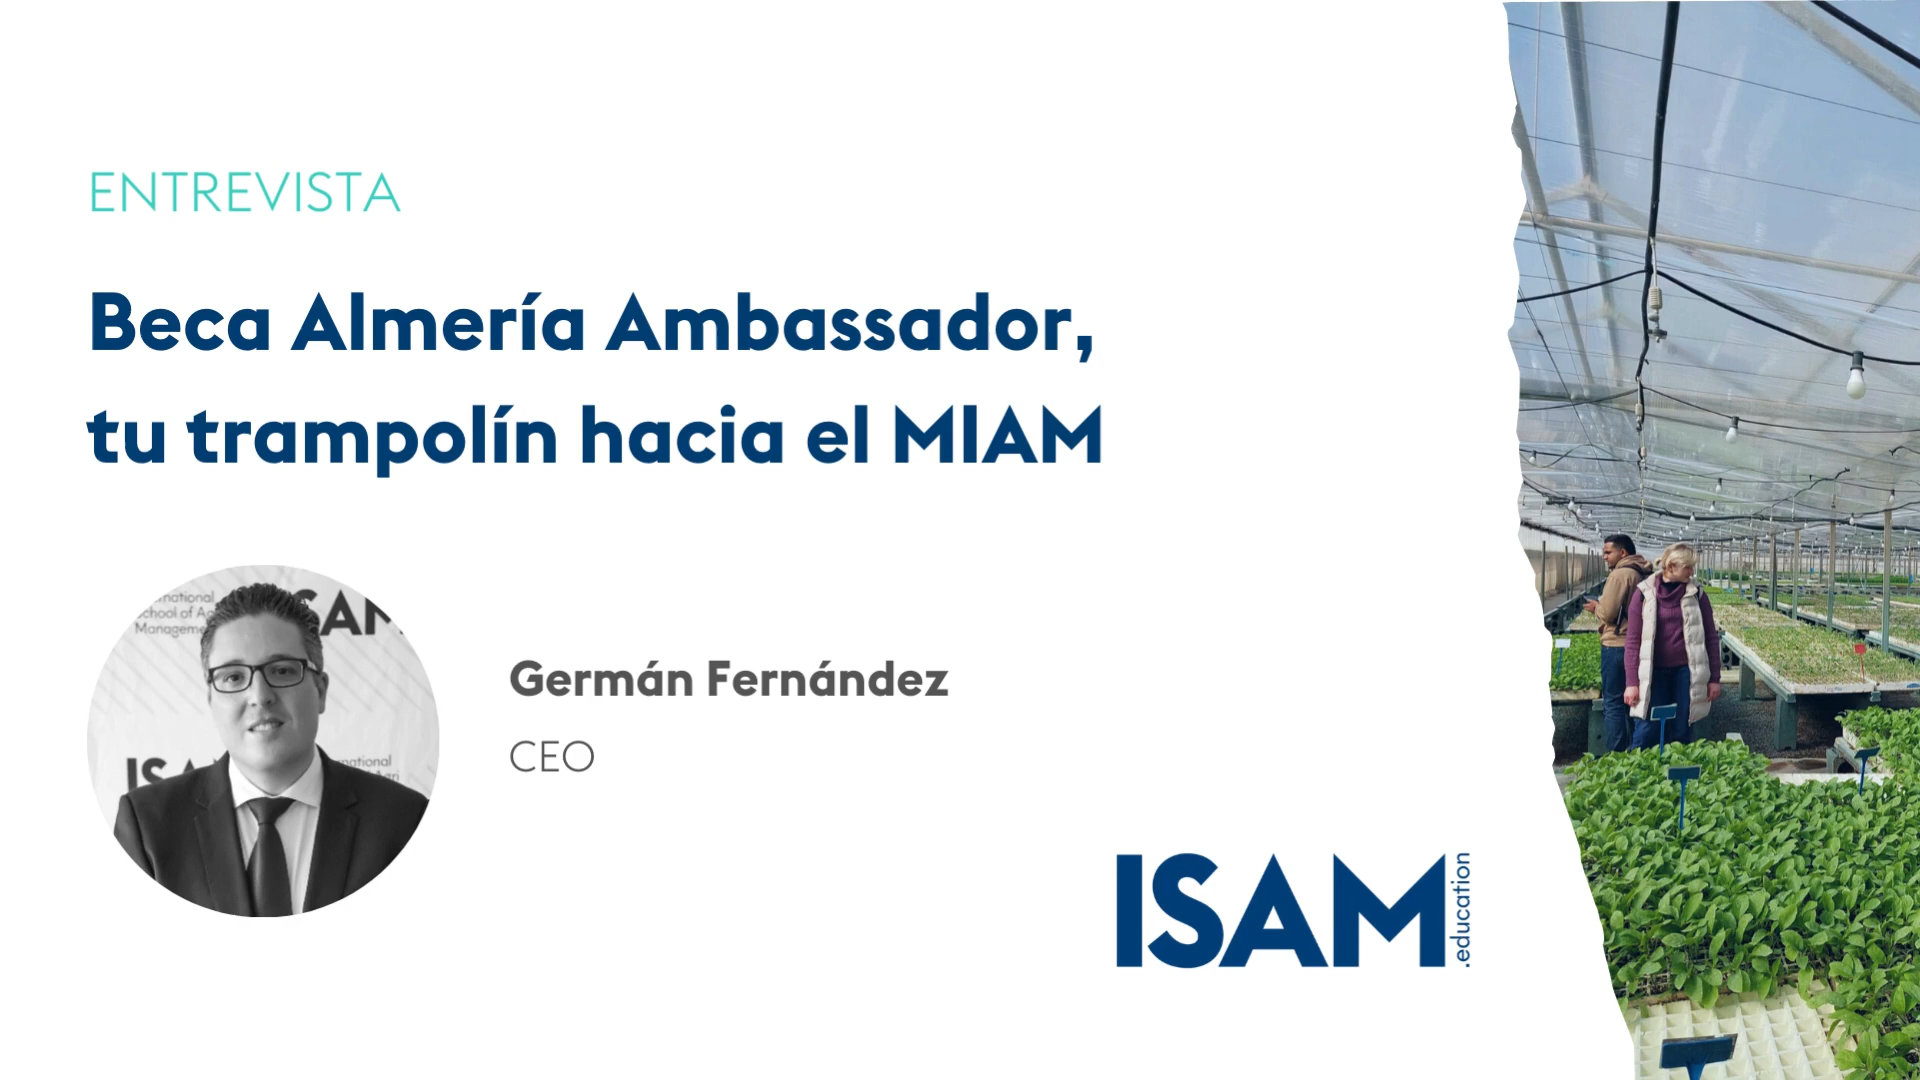 ENTREVISTA
Beca Almería Ambassador,
tu trampolín hacia el MIAM
Germán Fernández
CEO
ISAM
.education